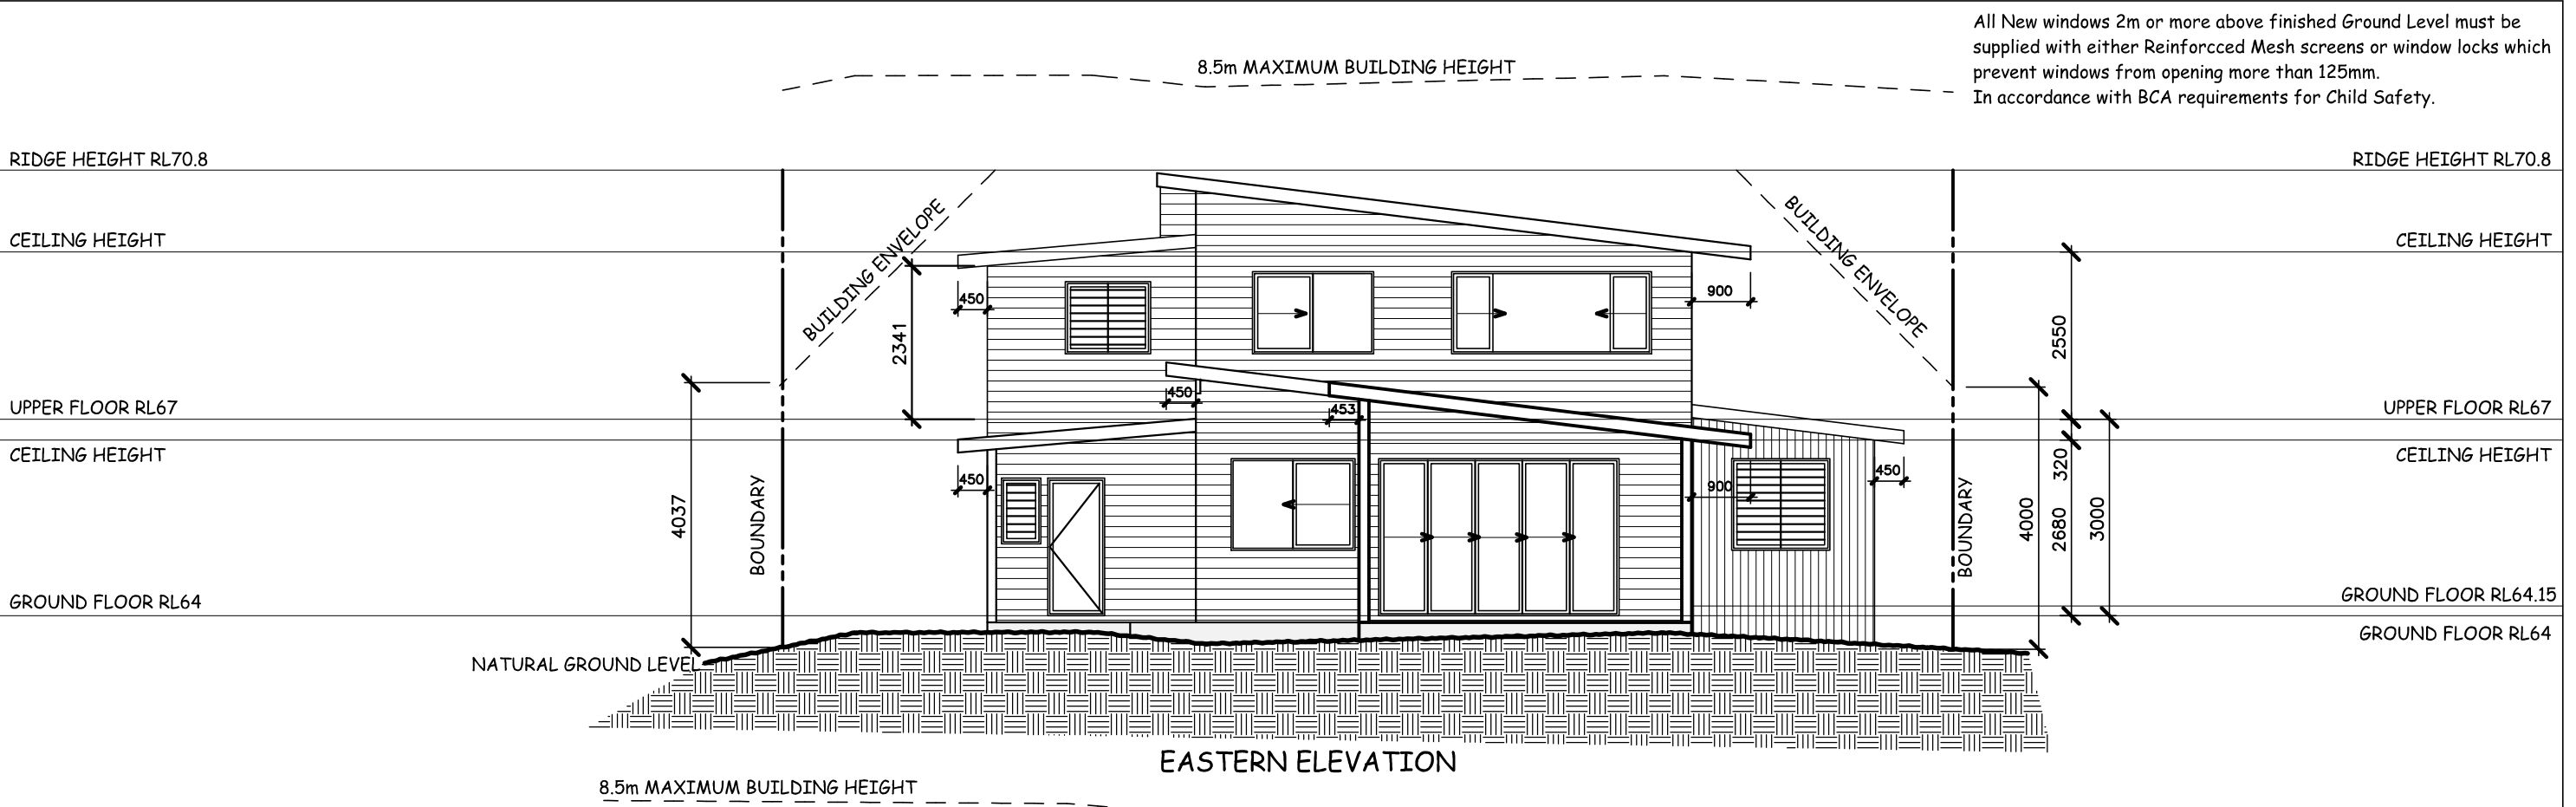 All New windows 2m or more above finished Ground Level must be
supplied with either Reinforcced Mesh screens or window locks which
prevent windows from opening more than 125mm.
In accordance with BCA requirements for Child Safety.
8.5m MAXIMUM BUILDING HEIGHT
RIDGE HEIGHT RL70.8
RIDGE HEIGHT RL70.8
BUILDING ENVELOPE
BUILDING ENVELOPE
CEILING HEIGHT
CEILING HEIGHT
450
900
2341
2550
450
453
UPPER FLOOR RL67
UPPER FLOOR RL67
CEILING HEIGHT
CEILING HEIGHT
450
900
450
320
4037
BOUNDARY
BOUNDARY
4000
2680
3000
GROUND FLOOR RL64
GROUND FLOOR RL64.15
GROUND FLOOR RL64
NATURAL GROUND LEVEL
EASTERN ELEVATION
8.5m MAXIMUM BUILDING HEIGHT